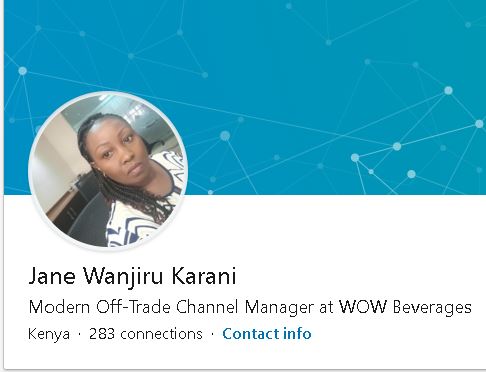 Jane Wanjiru Karani
Modern Off-Trade Channel Manager at WOW Beverages
Kenya · 283 connections · Contact info